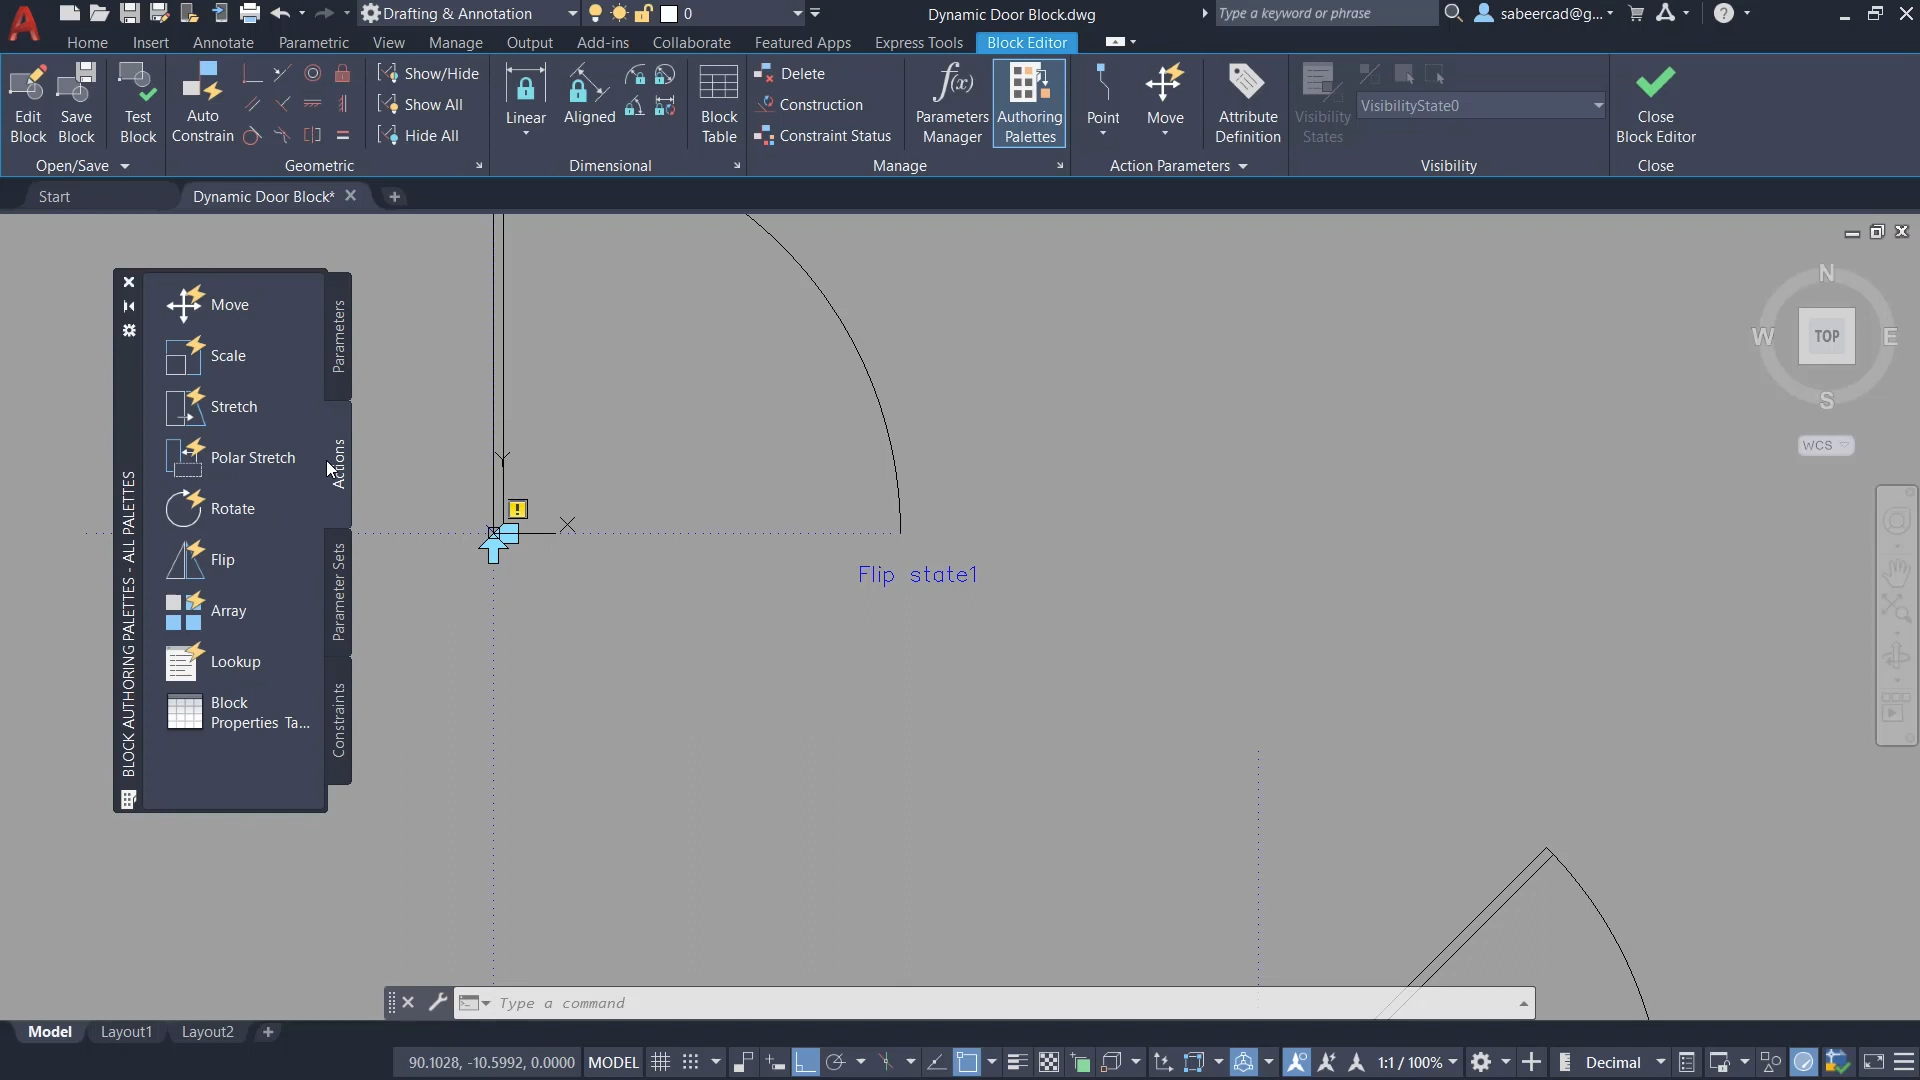 Drafting & Annotation
0
Dynamic Door Block.dwg
Type a keyword or phrase
sabeercad@g...
Home
Insert
Annotate
Parametric
View
Manage
Output
Add-ins
Collaborate
Featured Apps
Express Tools
Block Editor
Edit
Block
Save
Block
Test
Block
Auto
Constrain
Show/Hide
Show All
Hide All
Linear
Aligned
Block
Table
Delete
Construction
Constraint Status
Parameters
Manager
Authoring
Palettes
Point
Move
Attribute
Definition
Visibility
States
VisibilityState0
Close
Block Editor
Open/Save
Geometric
Dimensional
Manage
Action Parameters
Visibility
Close
Start
Dynamic Door Block*
Move
Scale
Stretch
Polar Stretch
Rotate
Flip
Array
Lookup
Block
Properties Ta...
Parameters
Actions
Parameter Sets
Constraints
BLOCK AUTHORING PALETTES - ALL PALETTES
Y
X
Flip state1
N
W
TOP
E
S
WCS
Type a command
Model
Layout1
Layout2
90.1028, -10.5992, 0.0000
MODEL
1:1 / 100%
Decimal